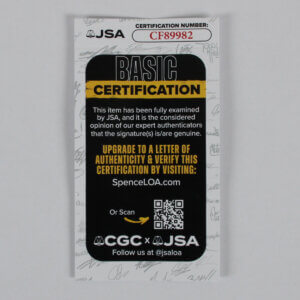 JSA
CERTIFICATION NUMBER:
CF89982
BASIC
CERTIFICATION
This item has been fully examined
by JSA, and it is the considered
opinion of our expert authenticators
that the signature(s) is/are genuine.
UPGRADE TO A LETTER OF
AUTHENTICITY & VERIFY THIS
CERTIFICATION BY VISITING:
SpenceLOA.com
Or Scan
CGC x JSA
Follow us at @jsaloa